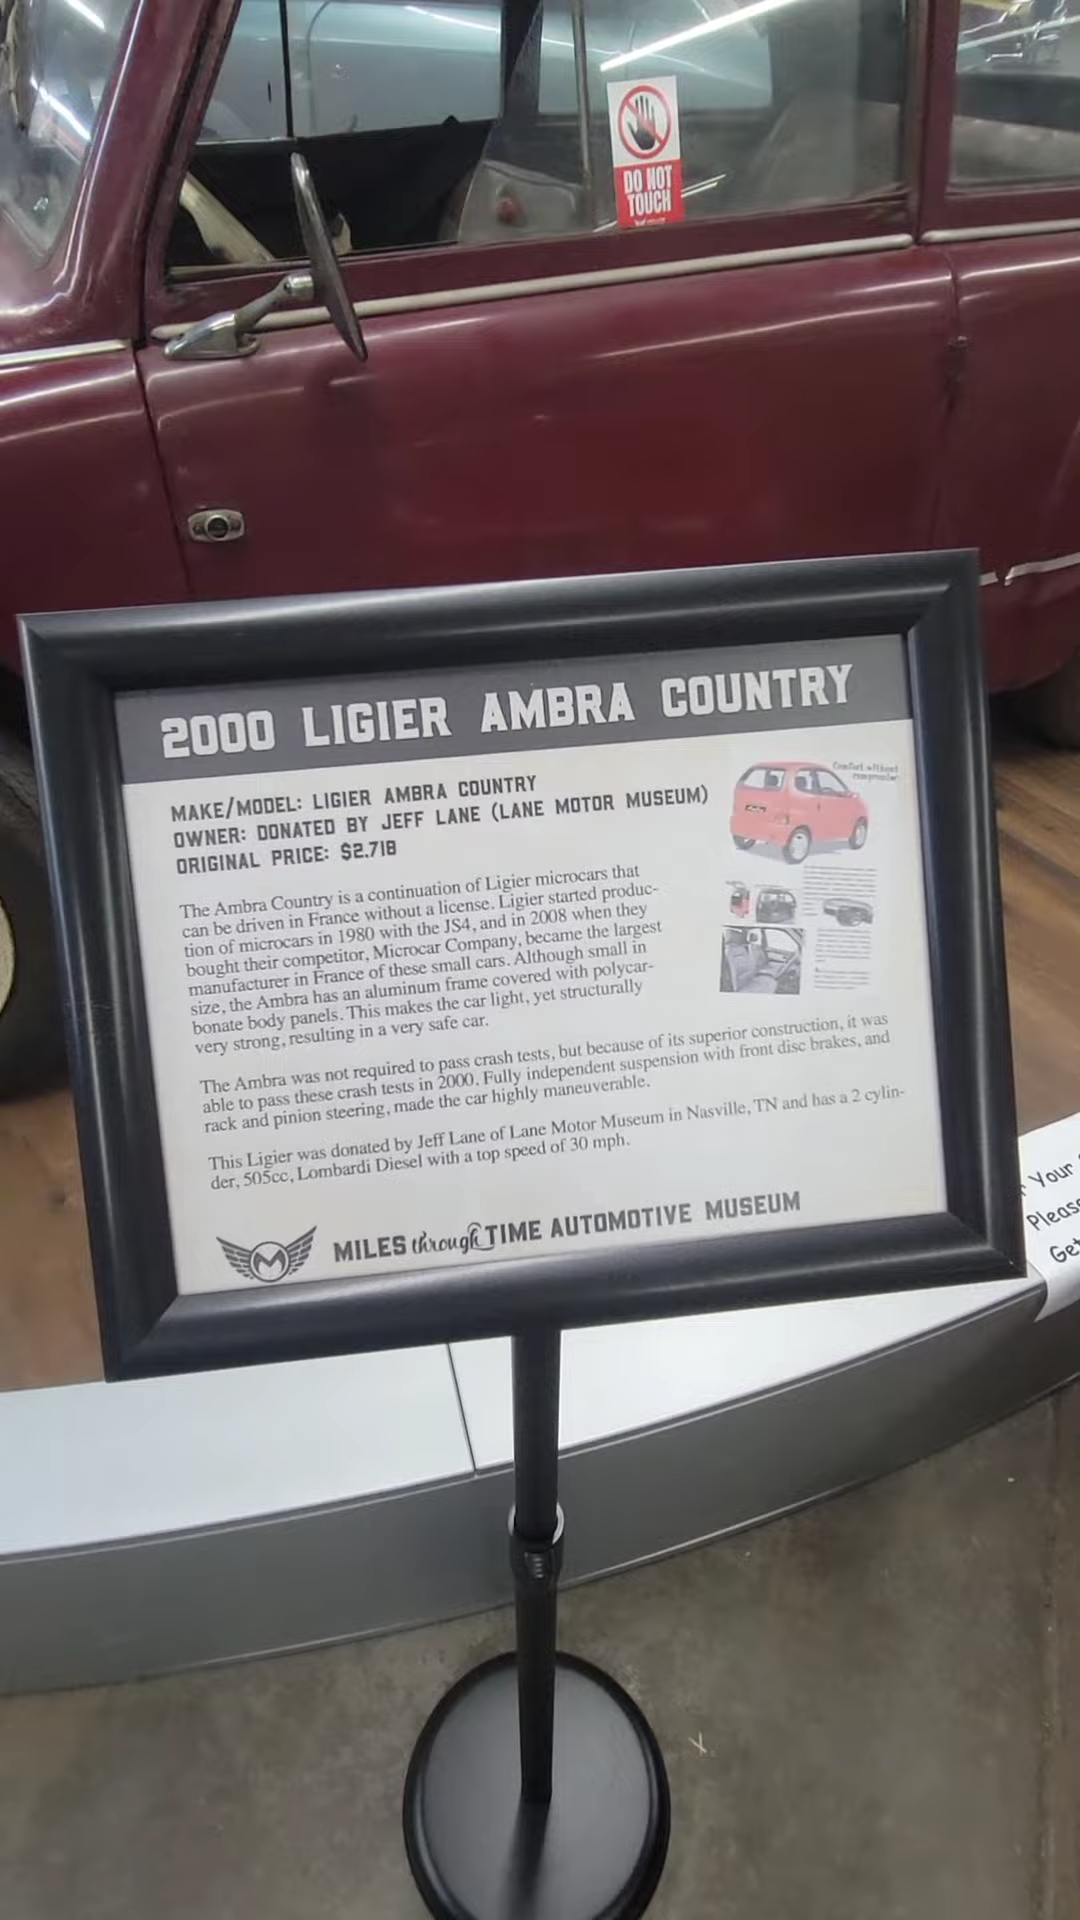 DO NOT
TOUCH
2000 LIGIER AMBRA COUNTRY
MAKE/MODEL: LIGIER AMBRA COUNTRY
OWNER: DONATED BY JEFF LANE (LANE MOTOR MUSEUM)
ORIGINAL PRICE: $2,718
Comfort without
compromise
The Ambra Country is a continuation of Ligier microcars that
can be driven in France without a license. Ligier started produc-
tion of microcars in 1980 with the JS4, and in 2008 when they
bought their competitor, Microcar Company, became the largest
manufacturer in France of these small cars. Although small in
size, the Ambra has an aluminum frame covered with polycar-
bonate body panels. This makes the car light, yet structurally
very strong, resulting in a very safe car.
The Ambra was not required to pass crash tests, but because of its superior construction, it was
able to pass these crash tests in 2000. Fully independent suspension with front disc brakes, and
rack and pinion steering, made the car highly maneuverable.
This Ligier was donated by Jeff Lane of Lane Motor Museum in Nasville, TN and has a 2 cylin-
der, 505cc, Lombardi Diesel with a top speed of 30 mph.
M MILES through TIME AUTOMOTIVE MUSEUM
Your
Please
Get